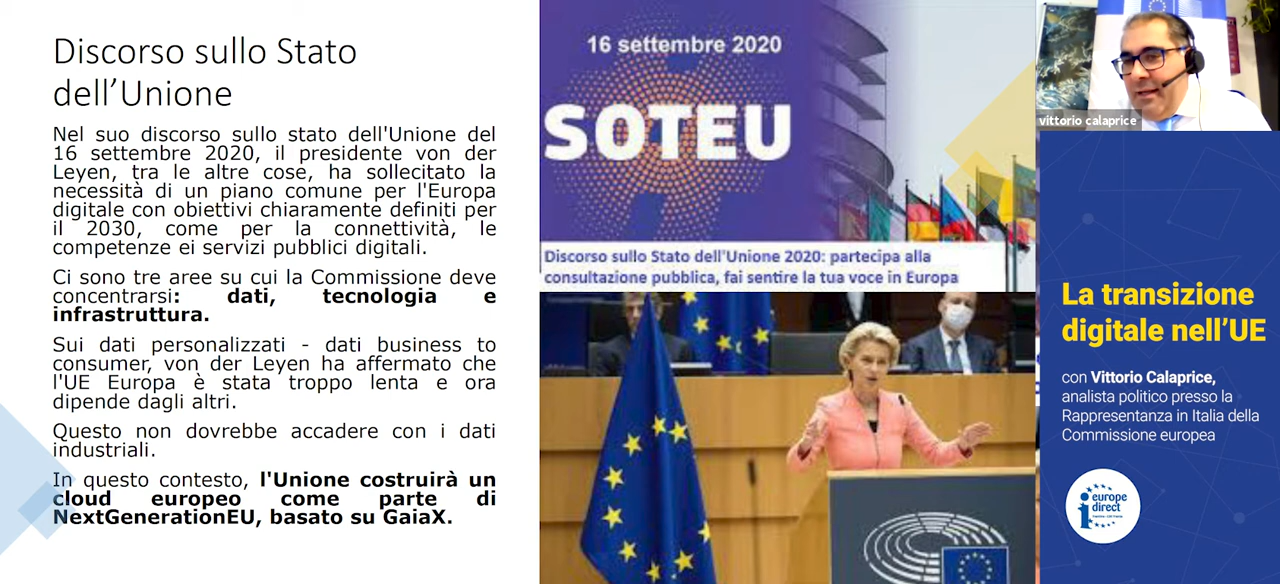 Discorso sullo Stato
dell’Unione
Nel suo discorso sullo stato dell'Unione del
16 settembre 2020, il presidente von der
Leyen, tra le altre cose, ha sollecitato la
necessità di un piano comune per l'Europa
digitale con obiettivi chiaramente definiti per
il 2030, come per la connettività, le
competenze ei servizi pubblici digitali.
Ci sono tre aree su cui la Commissione deve
concentrarsi: dati, tecnologia e
infrastruttura.
Sui dati personalizzati - dati business to
consumer, von der Leyen ha affermato che
l'UE Europa è stata troppo lenta e ora
dipende dagli altri.
Questo non dovrebbe accadere con i dati
industriali.
In questo contesto, l'Unione costruirà un
cloud europeo come parte di
NextGenerationEU, basato su GaiaX.
16 settembre 2020
SOTEU
Discorso sullo Stato dell'Unione 2020: partecipa alla
consultazione pubblica, fai sentire la tua voce in Europa
vittorio calaprice
La transizione
digitale nell’UE
con Vittorio Calaprice,
analista politico presso la
Rappresentanza in Italia della
Commissione europea
europe
direct